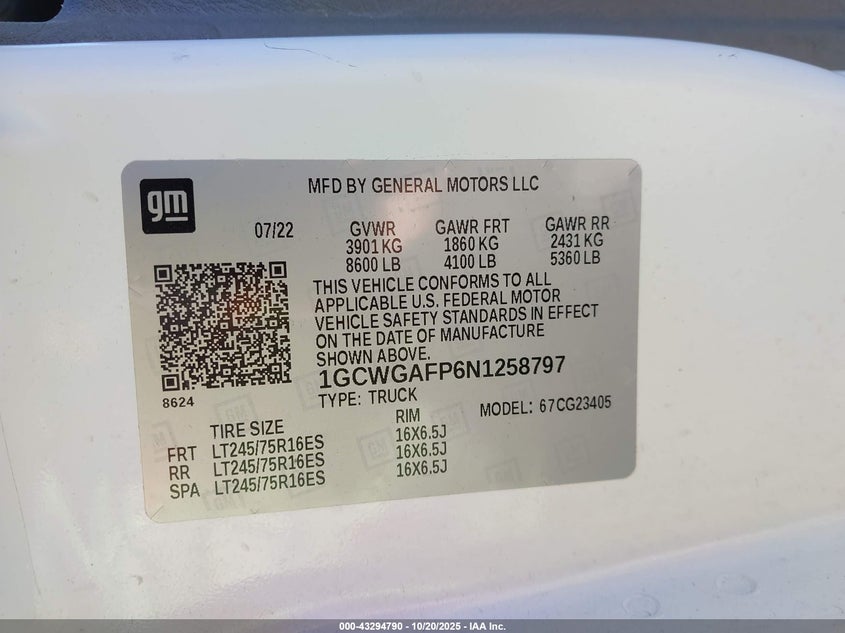 gm
MFD BY GENERAL MOTORS LLC
07/22
GVWR GAWR FRT GAWR RR
3901 KG 1860 KG 2431 KG
8600 LB 4100 LB 5360 LB
THIS VEHICLE CONFORMS TO ALL
APPLICABLE U.S. FEDERAL MOTOR
VEHICLE SAFETY STANDARDS IN EFFECT
ON THE DATE OF MANUFACTURE
SHOWN ABOVE.
1GCWGAFP6N1258797
8624
TYPE: TRUCK
MODEL: 67CG23405
TIRE SIZE RIM
FRT LT245/75R16ES 16X6.5J
RR LT245/75R16ES 16X6.5J
SPA LT245/75R16ES 16X6.5J
000-43294790 - 10/20/2025 - IAA Inc.